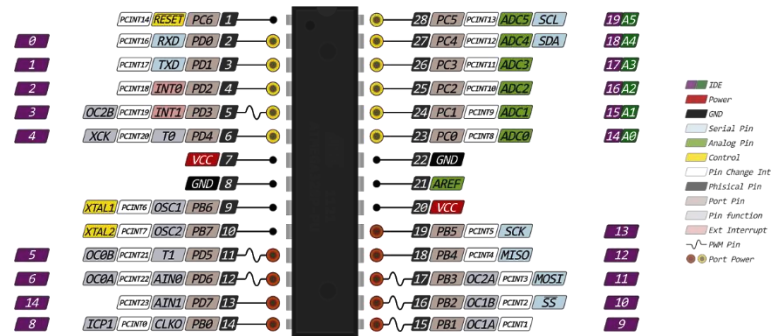 PCINT14 RESET PC6 1
0 PCINT16 RXD PD0 2
1 PCINT17 TXD PD1 3
2 PCINT18 INT0 PD2 4
3 OC2B PCINT19 INT1 PD3 5
4 XCK PCINT20 T0 PD4 6
VCC 7
GND 8
XTAL1 PCINT6 OSC1 PB6 9
XTAL2 PCINT7 OSC2 PB7 10
5 OC0B PCINT21 T1 PD5 11
6 OC0A PCINT22 AIN0 PD6 12
14 PCINT23 AIN1 PD7 13
8 ICP1 PCINT0 CLKO PB0 14
28 PC5 PCINT13 ADC5 SCL 19 A5
27 PC4 PCINT12 ADC4 SDA 18 A4
26 PC3 PCINT11 ADC3 17 A3
25 PC2 PCINT10 ADC2 16 A2
24 PC1 PCINT9 ADC1 15 A1
23 PC0 PCINT8 ADC0 14 A0
22 GND
21 AREF
20 VCC
19 PB5 PCINT5 SCK 13
18 PB4 PCINT4 MISO 12
17 PB3 OC2A PCINT3 MOSI 11
16 PB2 OC1B PCINT2 SS 10
15 PB1 OC1A PCINT1 9
IDE
Power
GND
Serial Pin
Analog Pin
Control
Pin Change Int
Phisical Pin
Port Pin
Pin function
Ext Interrupt
PWM Pin
Port Power